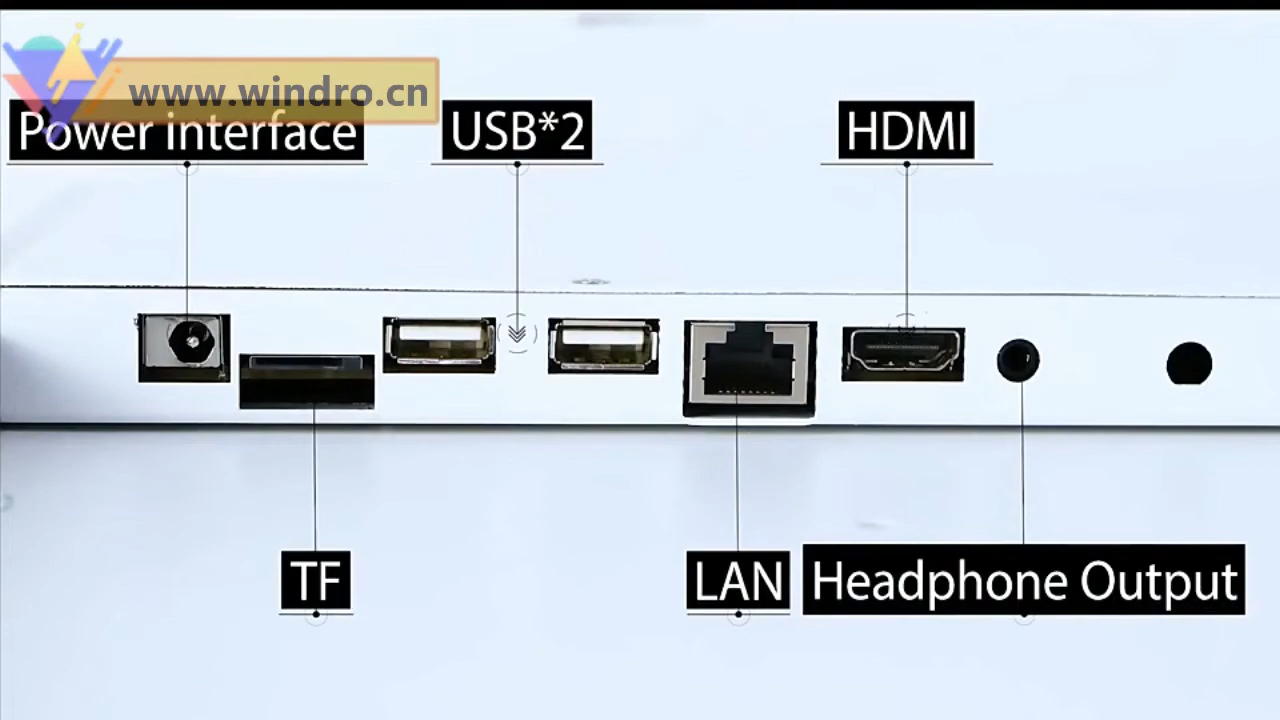 www.windro.cn
Power interface
USB*2
HDMI
TF
LAN
Headphone Output